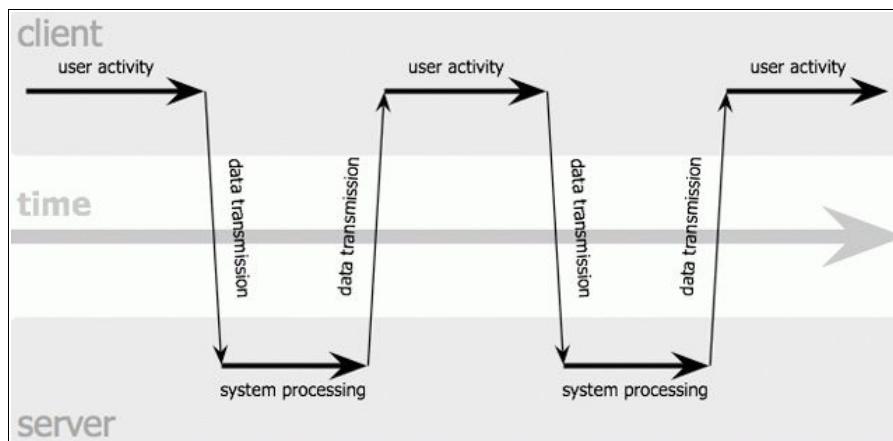 client
user activity
user activity
user activity
data transmission
data transmission
data transmission
data transmission
time
system processing
system processing
server